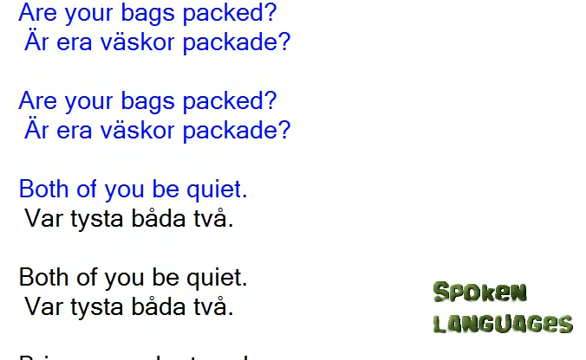 Are your bags packed?
Är era väskor packade?
Are your bags packed?
Är era väskor packade?
Both of you be quiet.
Var tysta båda två.
Both of you be quiet.
Var tysta båda två.
Spoken
Languages